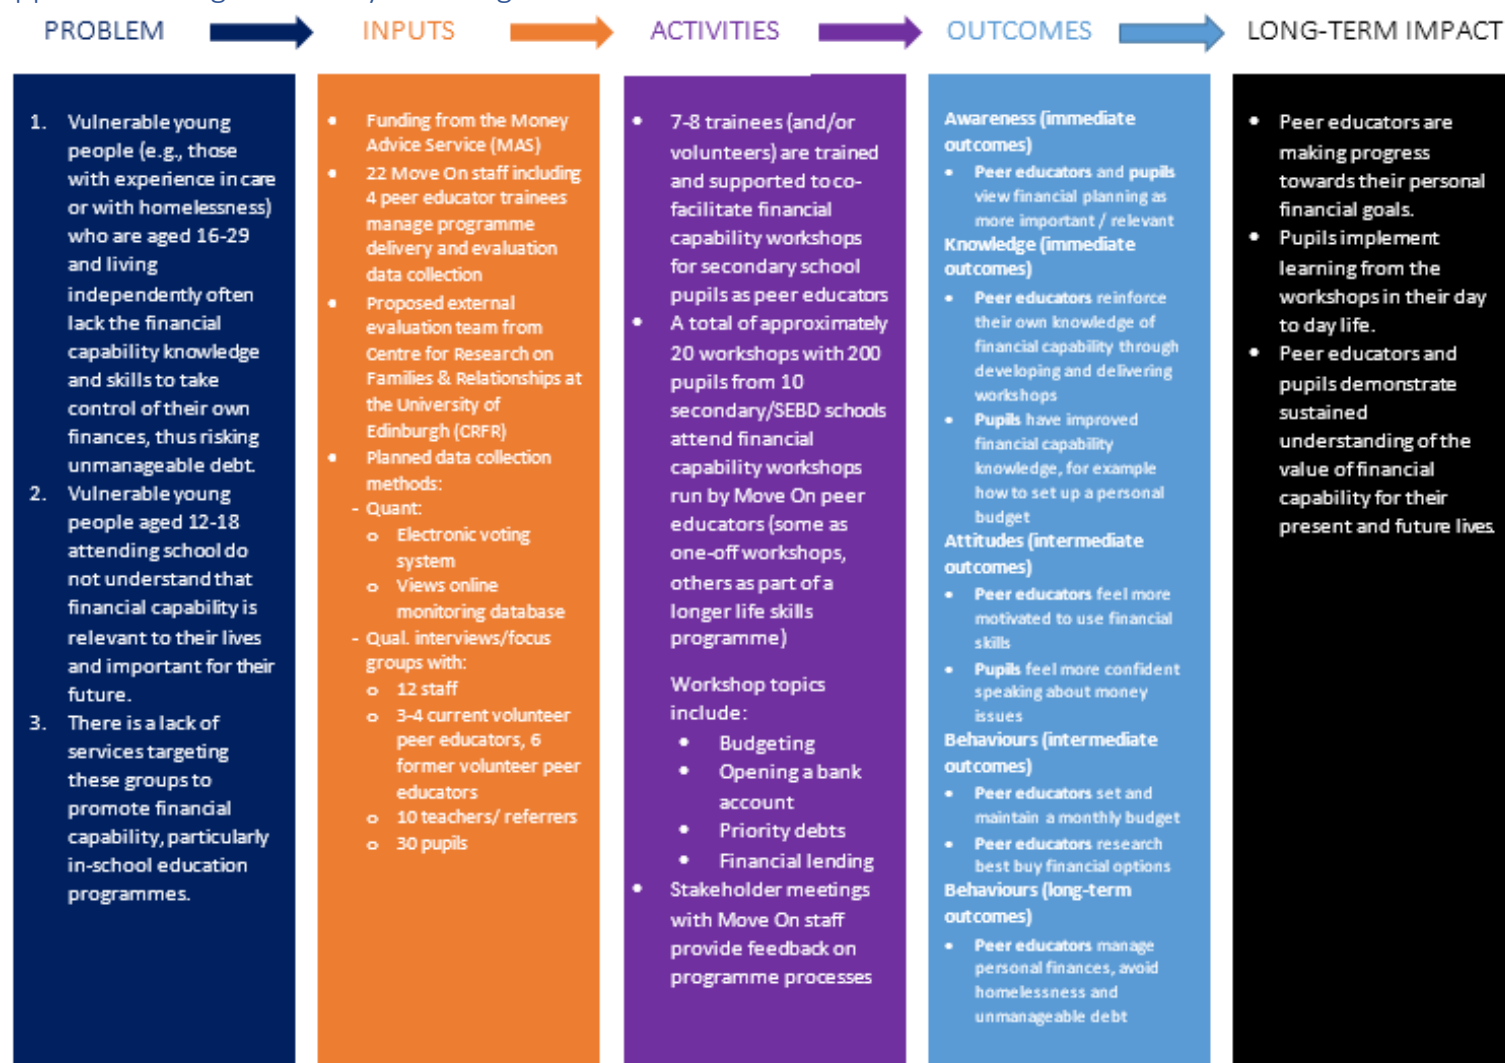 PROBLEM
INPUTS
ACTIVITIES
OUTCOMES
LONG-TERM IMPACT
1. Vulnerable young
people (e.g., those
with experience in care
or with homelessness)
who are aged 16-29
and living
independently often
lack the financial
capability knowledge
and skills to take
control of their own
finances, thus risking
unmanageable debt.
2. Vulnerable young
people aged 12-18
attending school do
not understand that
financial capability is
relevant to their lives
and important for their
future.
3. There is a lack of
services targeting
these groups to
promote financial
capability, particularly
in-school education
programmes.
• Funding from the Money
Advice Service (MAS)
• 22 Move On staff including
4 peer educator trainees
manage programme
delivery and evaluation
data collection
• Proposed external
evaluation team from
Centre for Research on
Families & Relationships at
the University of
Edinburgh (CRFR)
• Planned data collection
methods:
- Quant:
o Electronic voting
system
o Views online
monitoring database
- Qual. interviews/focus
groups with:
o 12 staff
o 3-4 current volunteer
peer educators, 6
former volunteer peer
educators
o 10 teachers/ referrers
o 30 pupils
• 7-8 trainees (and/or
volunteers) are trained
and supported to co-
facilitate financial
capability workshops
for secondary school
pupils as peer educators
• A total of approximately
20 workshops with 200
pupils from 10
secondary/SEBD schools
attend financial
capability workshops
run by Move On peer
educators (some as
one-off workshops,
others as part of a
longer life skills
programme)
Workshop topics
include:
• Budgeting
• Opening a bank
account
• Priority debts
• Financial lending
• Stakeholder meetings
with Move On staff
provide feedback on
programme processes
Awareness (immediate
outcomes)
• Peer educators and pupils
view financial planning as
more important / relevant
Knowledge (immediate
outcomes)
• Peer educators reinforce
their own knowledge of
financial capability through
developing and delivering
workshops
• Pupils have improved
financial capability
knowledge, for example
how to set up a personal
budget
Attitudes (intermediate
outcomes)
• Peer educators feel more
motivated to use financial
skills
• Pupils feel more confident
speaking about money
issues
Behaviours (intermediate
outcomes)
• Peer educators set and
maintain a monthly budget
• Peer educators research
best buy financial options
Behaviours (long-term
outcomes)
• Peer educators manage
personal finances, avoid
homelessness and
unmanageable debt
• Peer educators are
making progress
towards their personal
financial goals.
• Pupils implement
learning from the
workshops in their day
to day life.
• Peer educators and
pupils demonstrate
sustained
understanding of the
value of financial
capability for their
present and future lives.